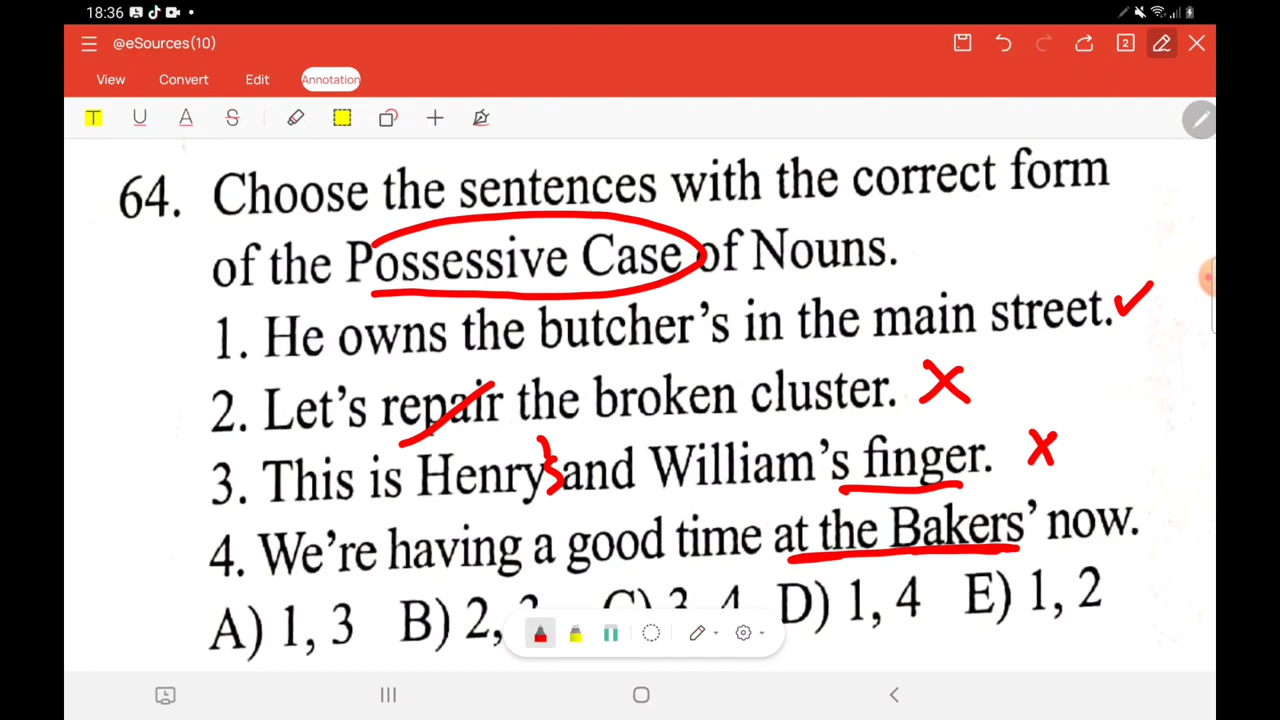 18:36
@eSources(10)
2
View Convert Edit Annotation
T U A S
64. Choose the sentences with the correct form
of the Possessive Case of Nouns.
1. He owns the butcher's in the main street.
2. Let's repair the broken cluster.
3. This is Henry's and William's finger.
4. We're having a good time at the Bakers' now.
A) 1, 3 B) 2, D) 1, 4 E) 1, 2